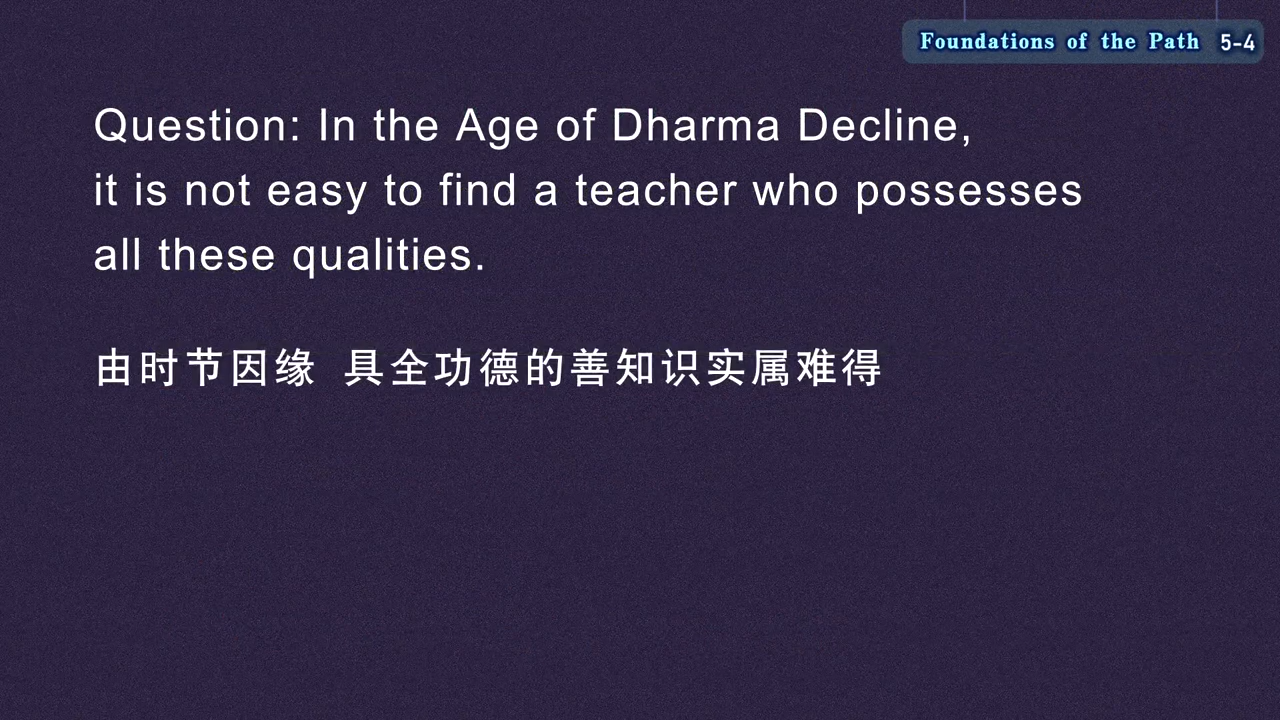 Foundations of the Path 5-4
Question: In the Age of Dharma Decline,
it is not easy to find a teacher who possesses
all these qualities.
由时节因缘 具全功德的善知识实属难得